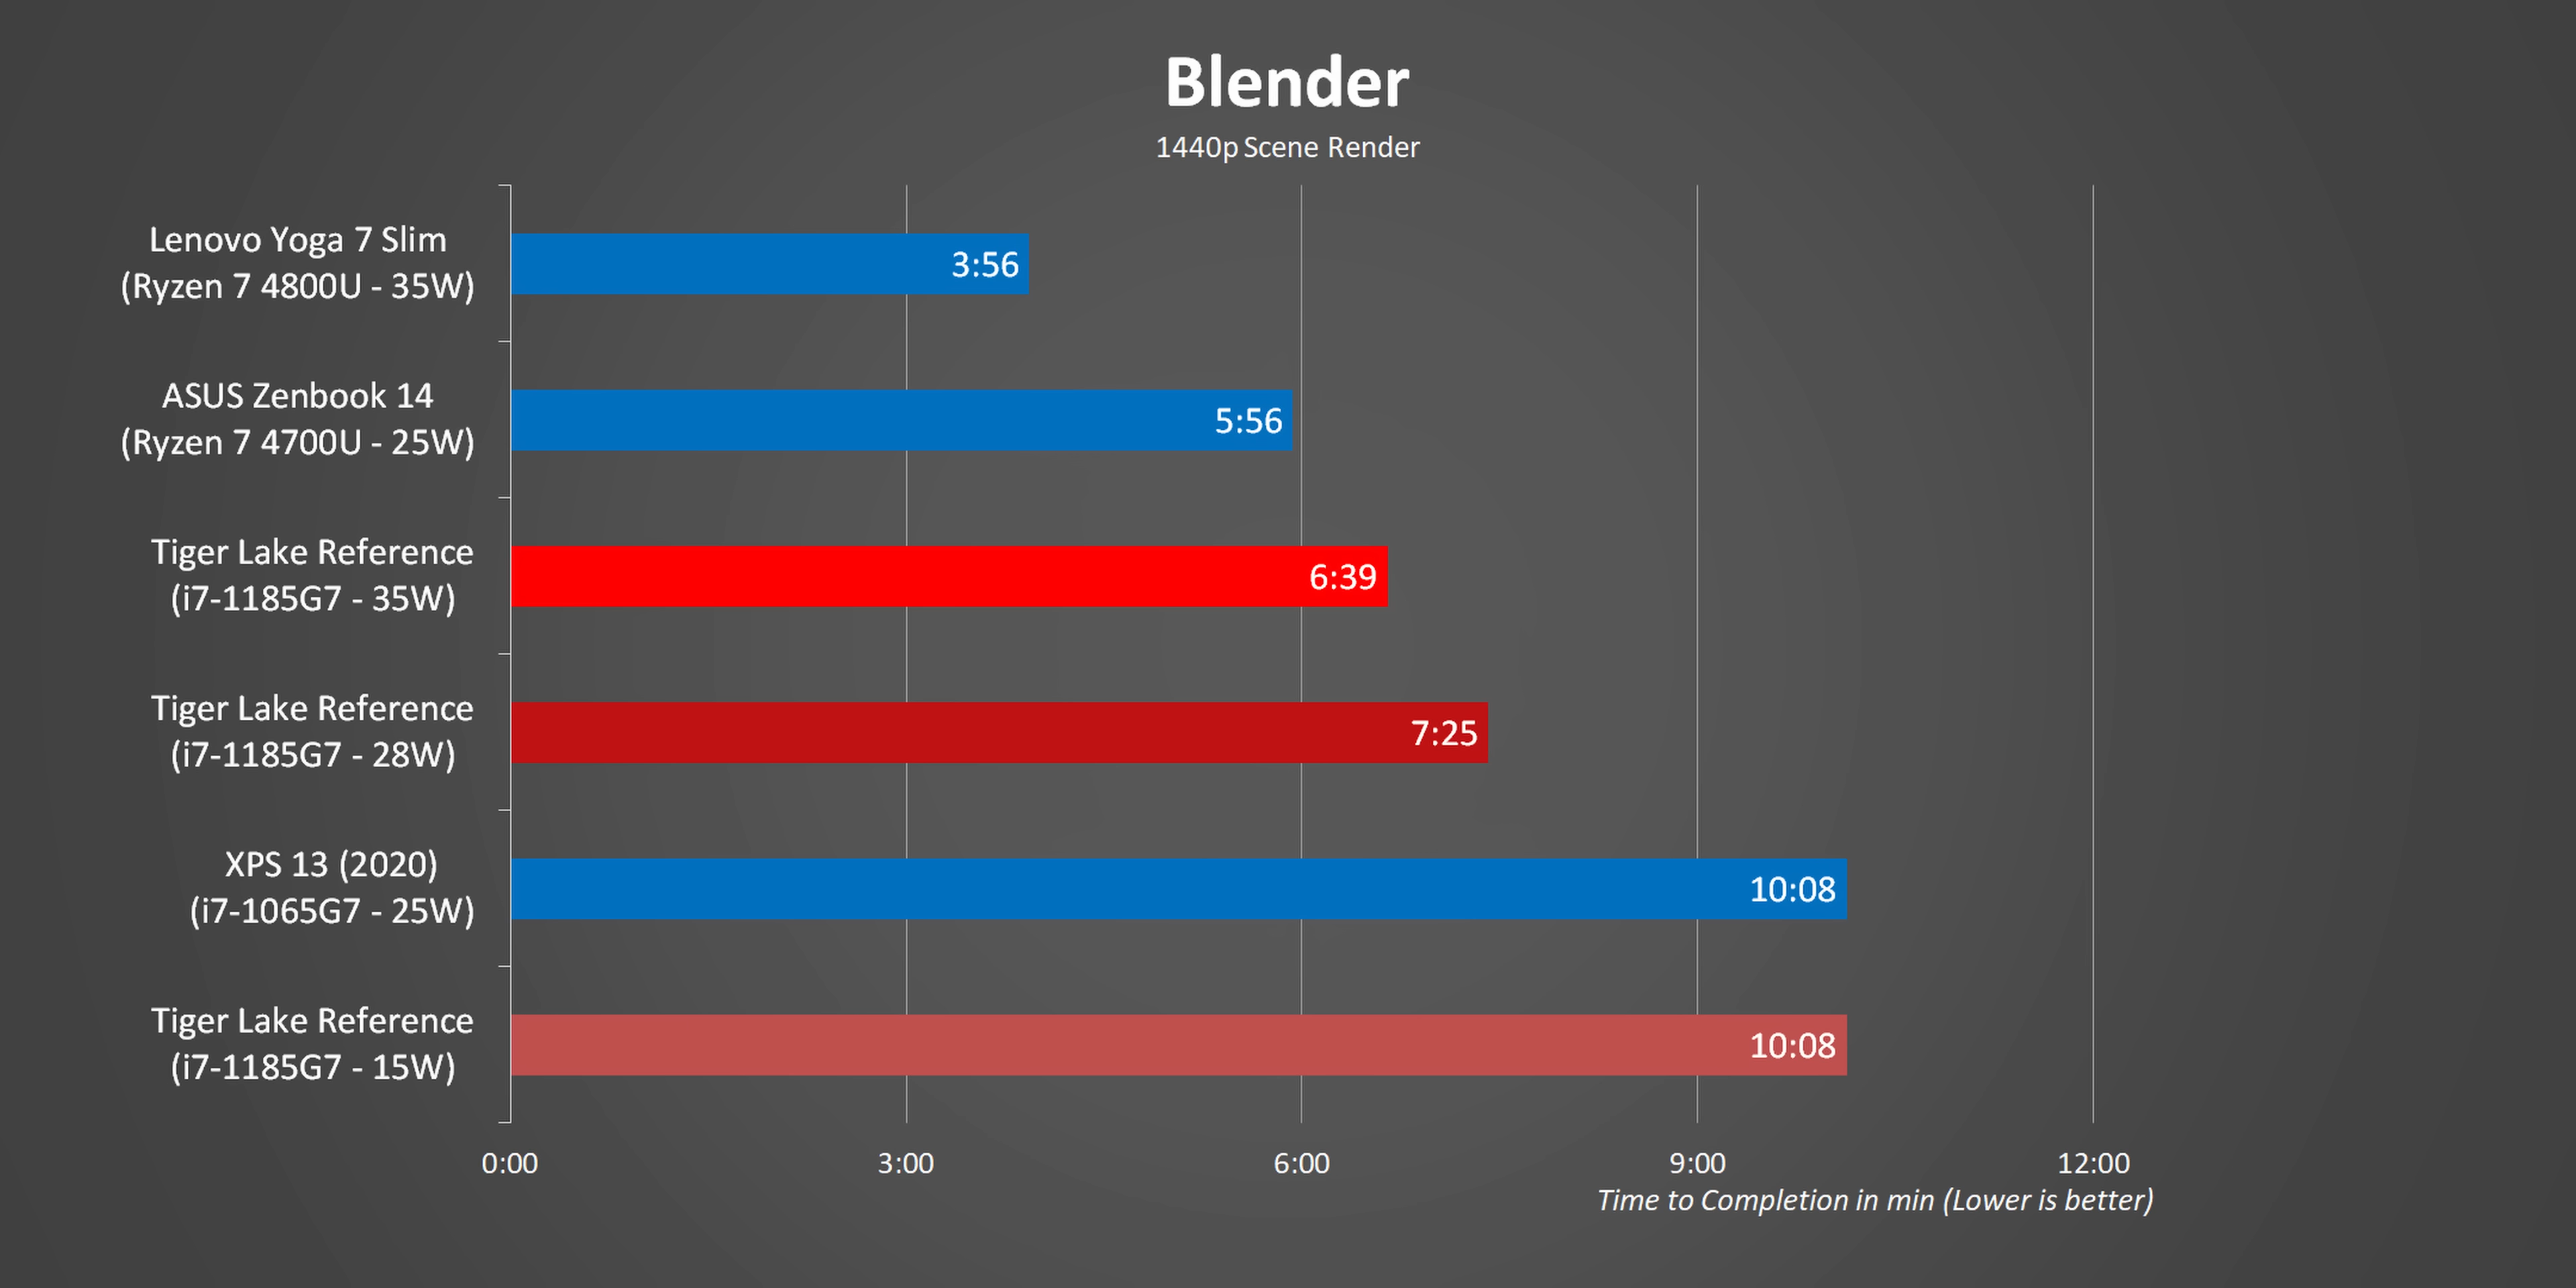 Blender
1440p Scene Render
Lenovo Yoga 7 Slim
(Ryzen 7 4800U - 35W)
3:56
ASUS Zenbook 14
(Ryzen 7 4700U - 25W)
5:56
Tiger Lake Reference
(i7-1185G7 - 35W)
6:39
Tiger Lake Reference
(i7-1185G7 - 28W)
7:25
XPS 13 (2020)
(i7-1065G7 - 25W)
10:08
Tiger Lake Reference
(i7-1185G7 - 15W)
10:08
0:00 3:00 6:00 9:00 12:00
Time to Completion in min (Lower is better)